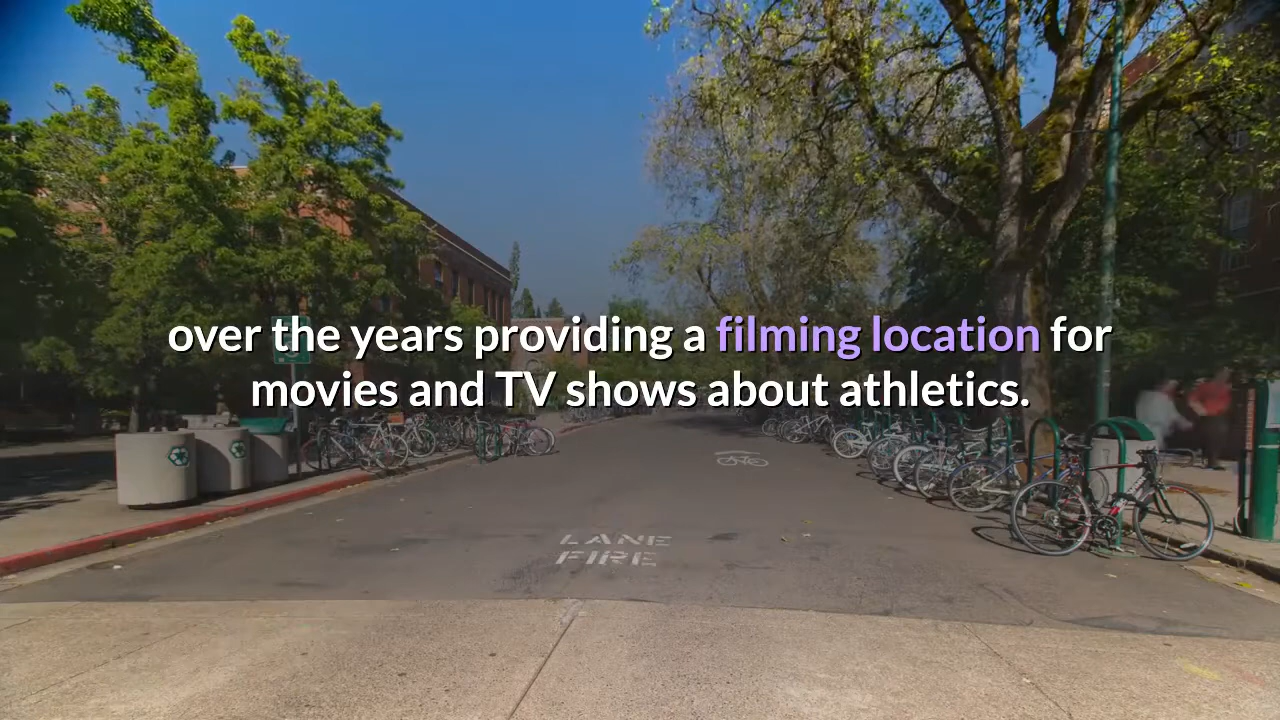 over the years providing a filming location for
movies and TV shows about athletics.
LANE
FIRE